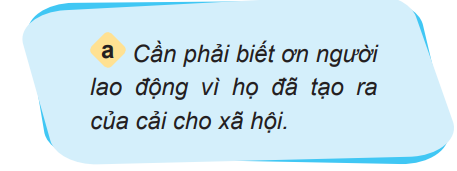 a Cần phải biết ơn người
lao động vì họ đã tạo ra
của cải cho xã hội.